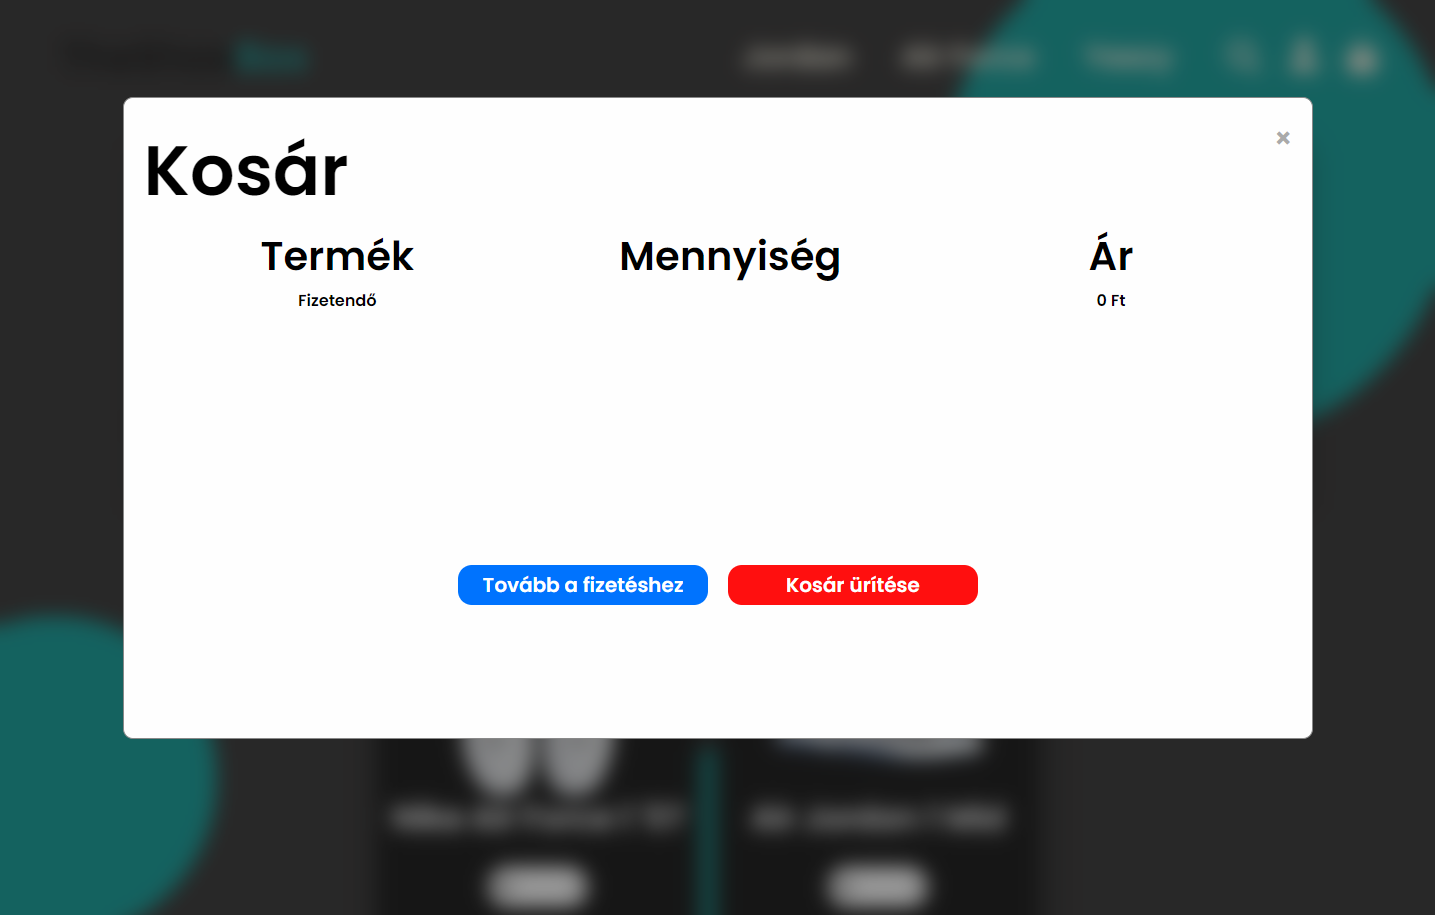 ×
Kosár
Termék Mennyiség Ár
Fizetendő 0 Ft
Tovább a fizetéshez Kosár ürítése